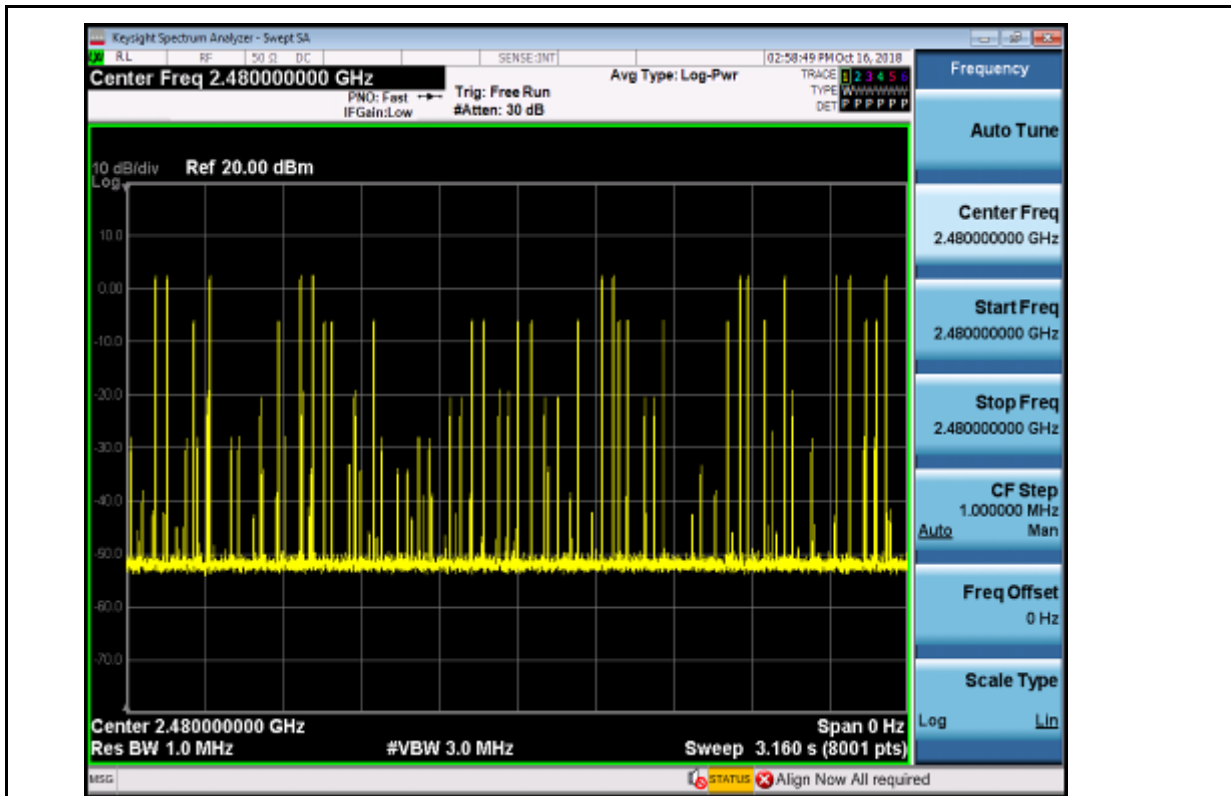 Keysight Spectrum Analyzer - Swept SA
RL RF 50 Ω DC SENSE:INT 02:58:49 PM Oct 16, 2018
Center Freq 2.480000000 GHz
Avg Type: Log-Pwr
TRACE 1 2 3 4 5 6
PNO: Fast
Trig: Free Run
TYPE WWWWWW
IFGain:Low
#Atten: 30 dB
DET P P P P P P
10 dB/div Ref 20.00 dBm
Log
10.0
0.00
-10.0
-20.0
-30.0
-40.0
-50.0
-60.0
-70.0
Center 2.480000000 GHz
Span 0 Hz
Res BW 1.0 MHz
#VBW 3.0 MHz
Sweep 3.160 s (8001 pts)
MSG
STATUS
Align Now All required
Frequency
Auto Tune
Center Freq
2.480000000 GHz
Start Freq
2.480000000 GHz
Stop Freq
2.480000000 GHz
CF Step
1.000000 MHz
Auto Man
Freq Offset
0 Hz
Scale Type
Log Lin